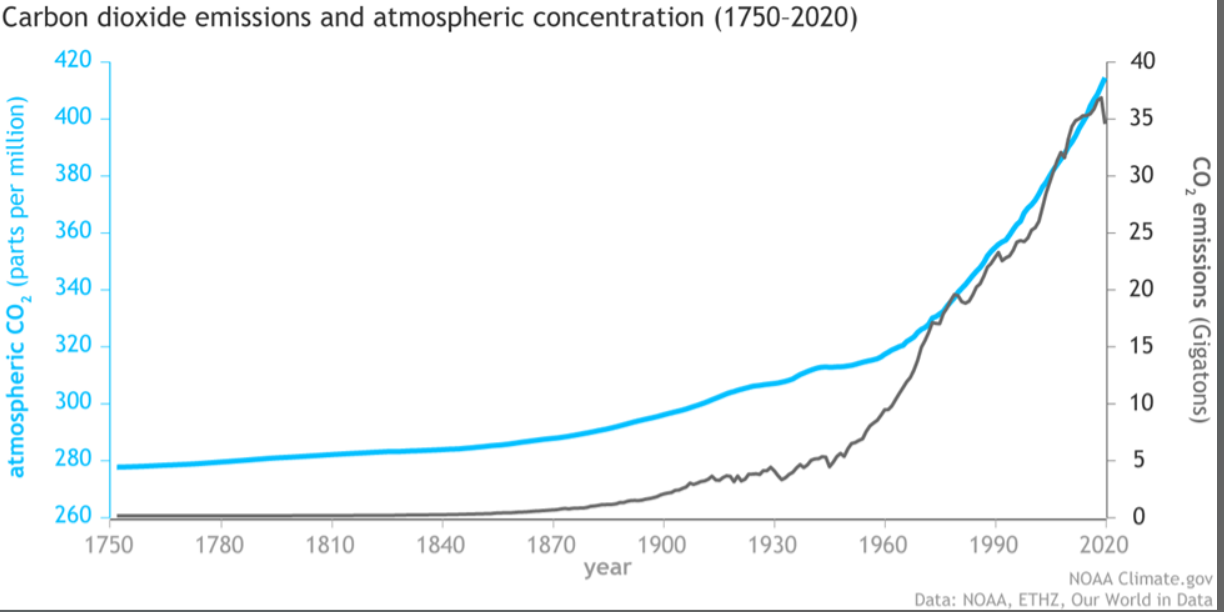 Carbon dioxide emissions and atmospheric concentration (1750-2020)
atmospheric CO2 (parts per million)
420
400
380
360
340
320
300
280
260
40
35
30
25
20
15
10
5
0
CO2 emissions (Gigatons)
1750 1780 1810 1840 1870 1900 1930 1960 1990 2020
year
NOAA Climate.gov
Data: NOAA, ETHZ, Our World in Data